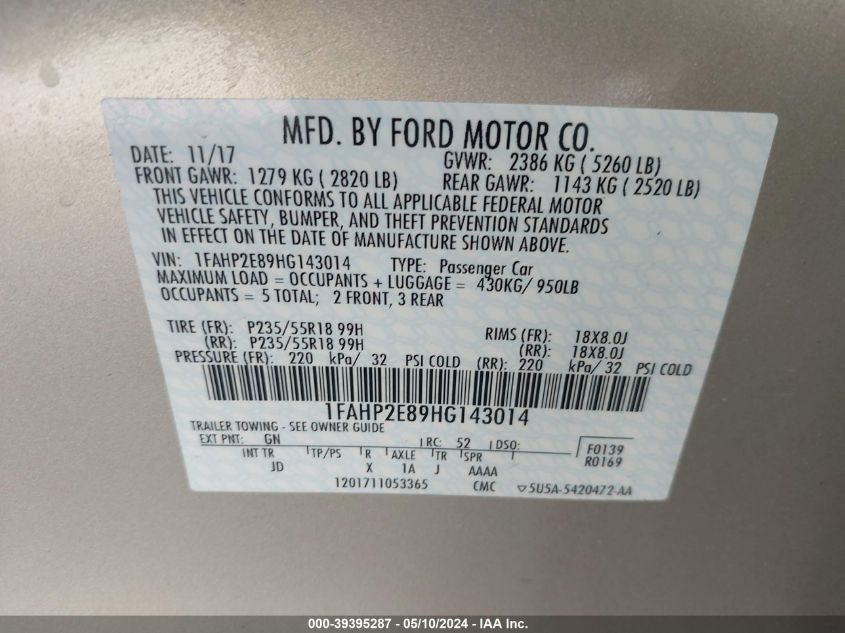 MFD. BY FORD MOTOR CO.
DATE: 11/17 GVWR: 2386 KG ( 5260 LB)
FRONT GAWR: 1279 KG ( 2820 LB) REAR GAWR: 1143 KG ( 2520 LB)
THIS VEHICLE CONFORMS TO ALL APPLICABLE FEDERAL MOTOR
VEHICLE SAFETY, BUMPER, AND THEFT PREVENTION STANDARDS
IN EFFECT ON THE DATE OF MANUFACTURE SHOWN ABOVE.
VIN: 1FAHP2E89HG143014 TYPE: Passenger Car
MAXIMUM LOAD = OCCUPANTS + LUGGAGE = 430KG/ 950LB
OCCUPANTS = 5 TOTAL; 2 FRONT, 3 REAR
TIRE (FR): P235/55R18 99H RIMS (FR): 18X8.0J
(RR): P235/55R18 99H (RR): 18X8.0J
PRESSURE (FR): 220 kPa/ 32 PSI COLD (RR): 220 kPa/ 32 PSI COLD
1FAHP2E89HG143014
TRAILER TOWING - SEE OWNER GUIDE
EXT PNT: GN RC: 52 DSO: F0139
INT TR TP/PS R AXLE TR SPR R0169
JD X 1A J AAAA
1201711053365 CMC ▽5U5A-5420472-AA
000-39395287 - 05/10/2024 - IAA Inc.